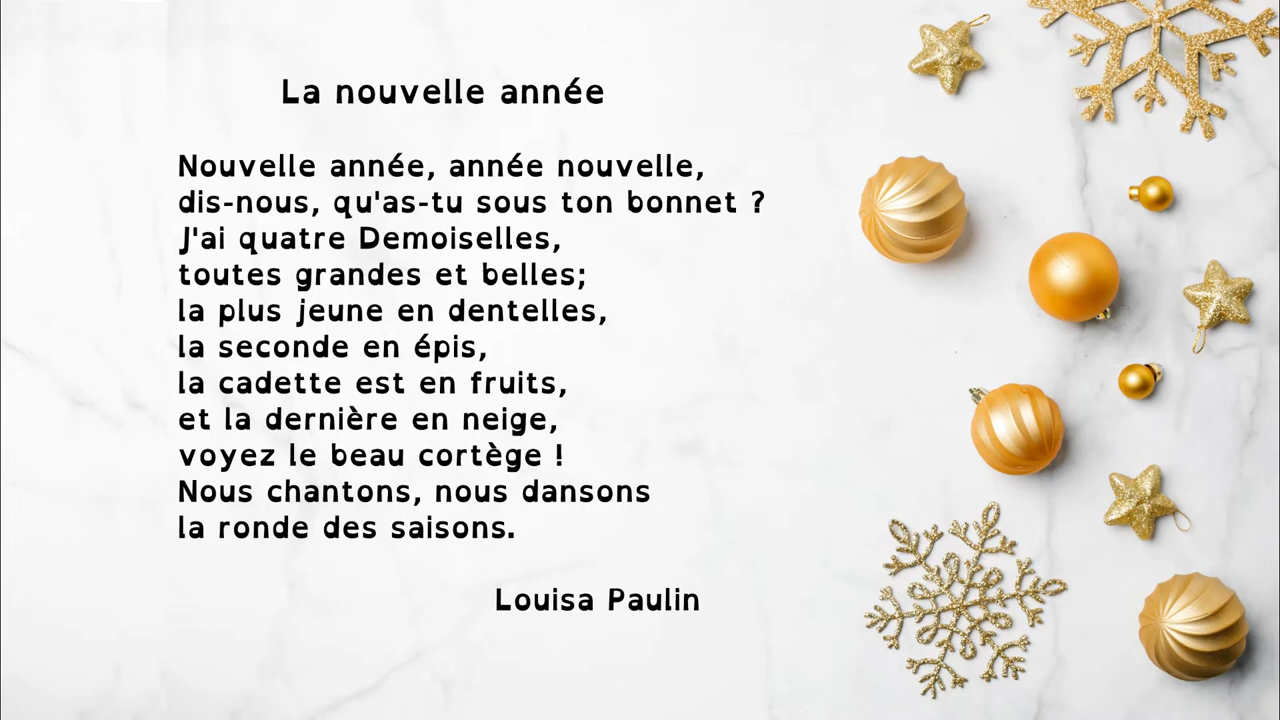 La nouvelle année
Nouvelle année, année nouvelle,
dis-nous, qu'as-tu sous ton bonnet ?
J'ai quatre Demoiselles,
toutes grandes et belles;
la plus jeune en dentelles,
la seconde en épis,
la cadette est en fruits,
et la dernière en neige,
voyez le beau cortège !
Nous chantons, nous dansons
la ronde des saisons.
Louisa Paulin